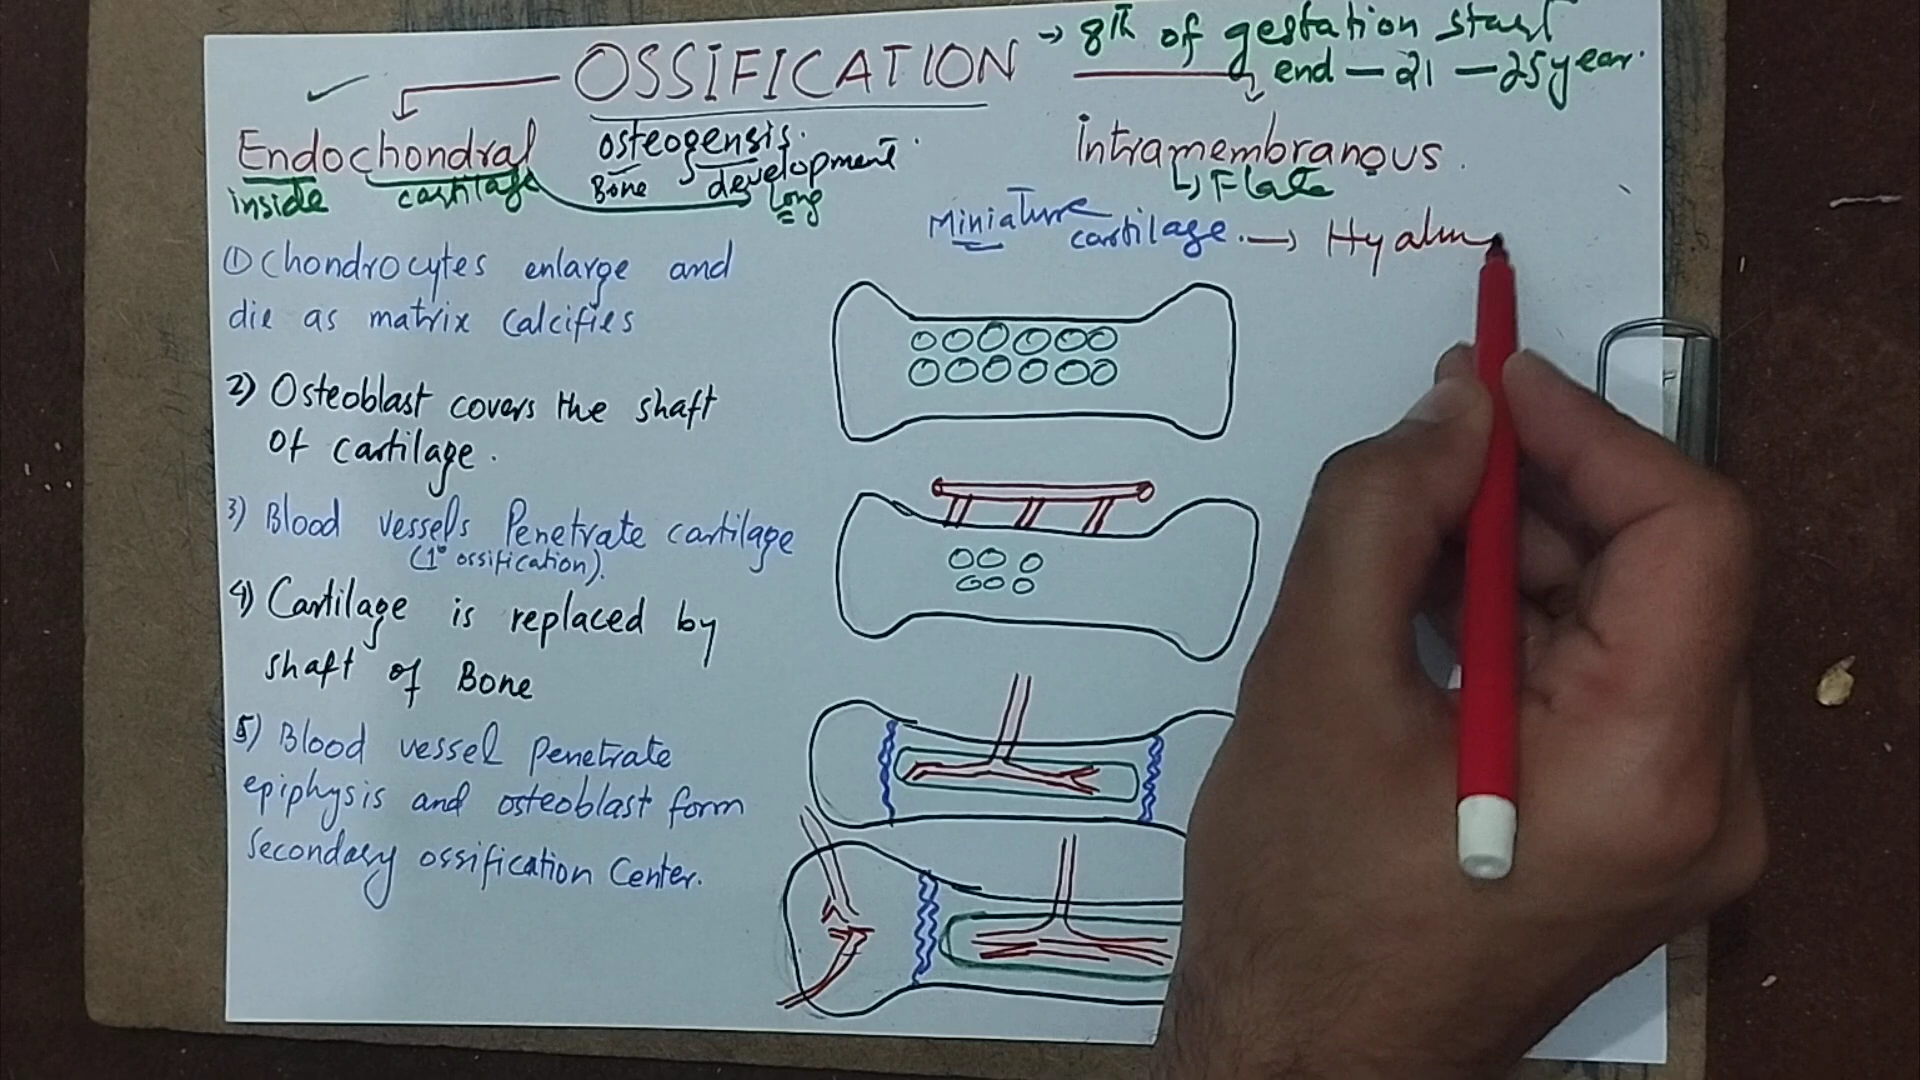 OSSIFICATION
→ 8th of gestation start
end — 21 — 25 year.
Endochondral
inside cartilage
osteogensis.
Bone development
long
Intramembranous.
↳ Flate
Miniature
cartilage. → Hyalin
① Chondrocytes enlarge and
die as matrix calcifies
2) Osteoblast covers the shaft
of cartilage.
3) Blood vessels Penetrate cartilage
(1° ossification).
4) Cartilage is replaced by
shaft of Bone
5) Blood vessel penetrate
epiphysis and osteoblast form
Secondary ossification Center.